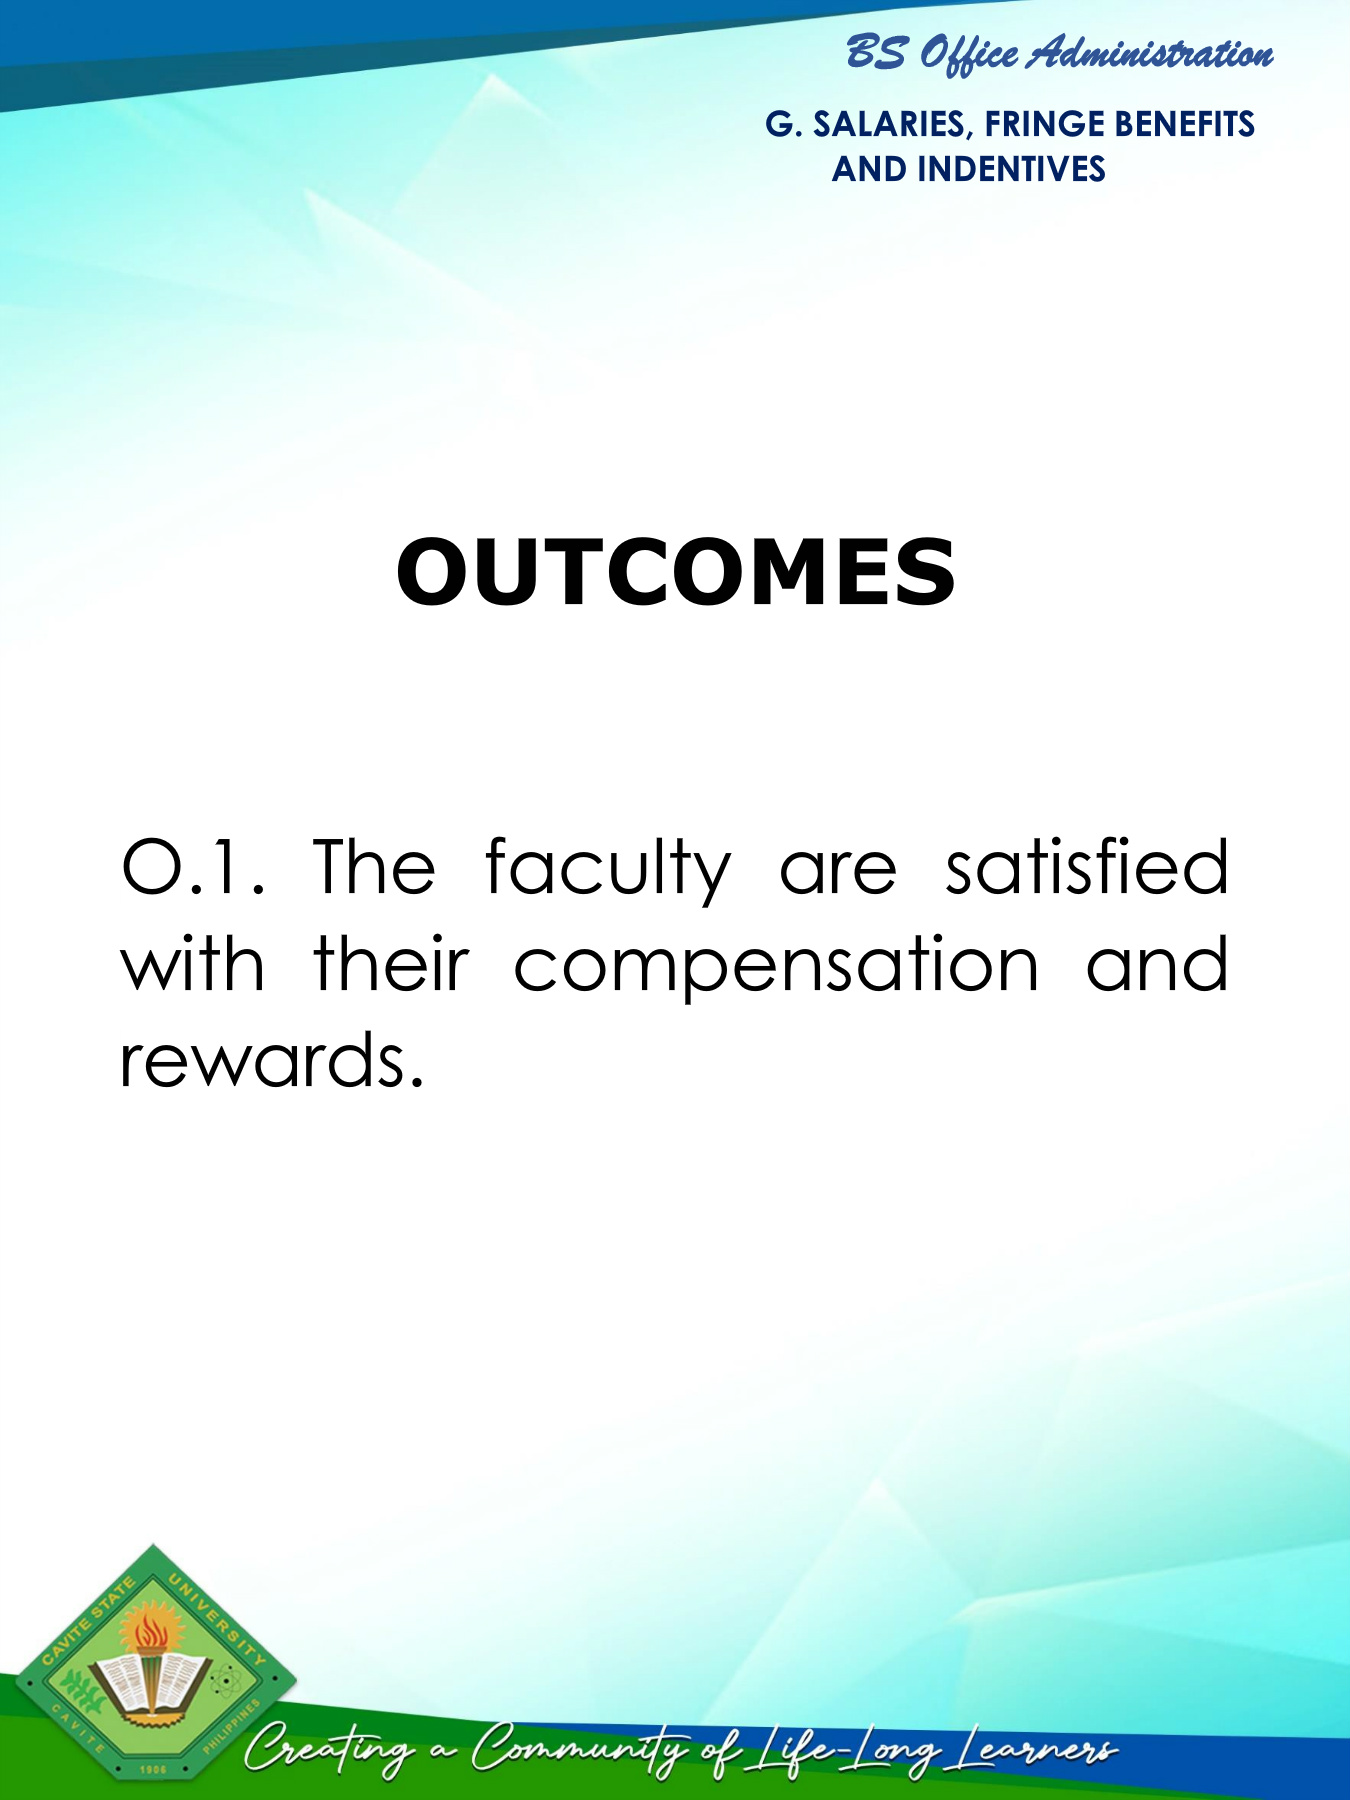 BS Office Administration
G. SALARIES, FRINGE BENEFITS
AND INDENTIVES
OUTCOMES
O.1. The faculty are satisfied
with their compensation and
rewards.
CAVITE STATE UNIVERSITY
CAVITE PHILIPPINES
1906
Creating a Community of Life-Long Learners